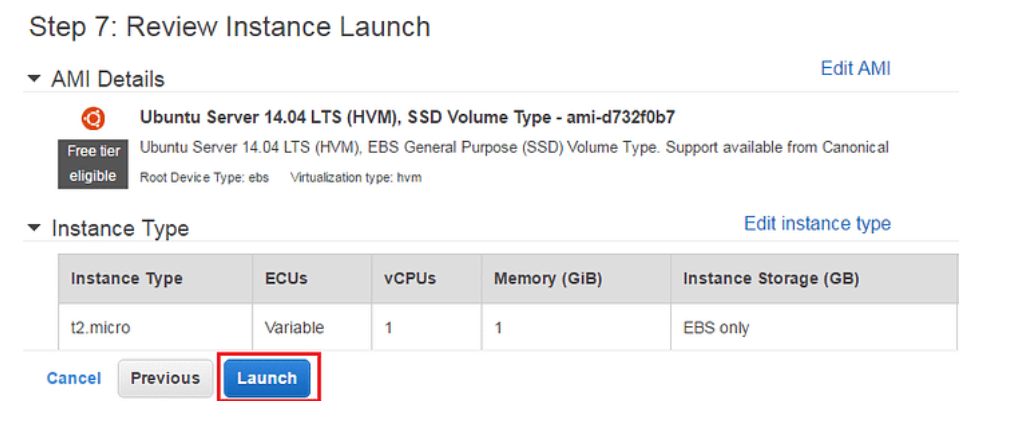 Step 7: Review Instance Launch
AMI Details
Edit AMI
Ubuntu Server 14.04 LTS (HVM), SSD Volume Type - ami-d732f0b7
Free tier eligible
Ubuntu Server 14.04 LTS (HVM), EBS General Purpose (SSD) Volume Type. Support available from Canonical
Root Device Type: ebs Virtualization type: hvm
Instance Type
Edit instance type
Instance Type ECUs vCPUs Memory (GiB) Instance Storage (GB)
t2.micro Variable 1 1 EBS only
Cancel Previous Launch